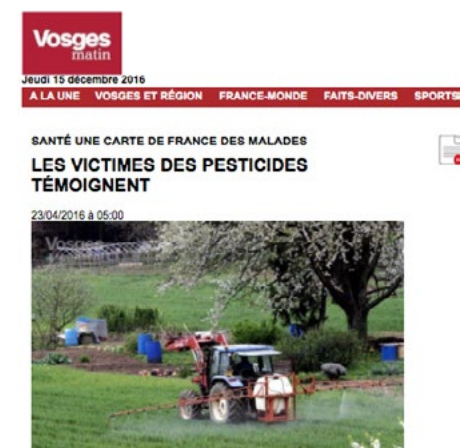 Vosges
matin
Jeudi 15 décembre 2016
A LA UNE VOSGES ET RÉGION FRANCE-MONDE FAITS-DIVERS SPORTS
SANTÉ UNE CARTE DE FRANCE DES MALADES
LES VICTIMES DES PESTICIDES
TÉMOIGNENT
23/04/2016 à 05:00
Vosges